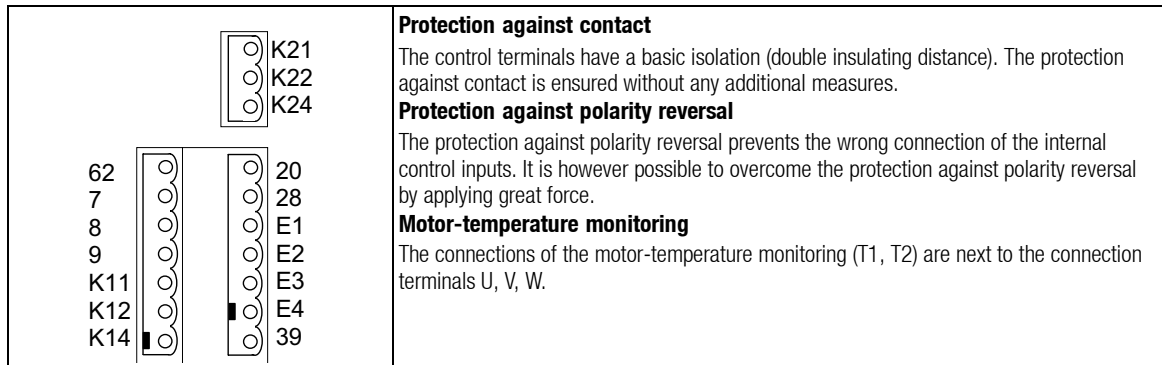 K21
K22
K24
62
7
8
9
K11
K12
K14
20
28
E1
E2
E3
E4
39
Protection against contact
The control terminals have a basic isolation (double insulating distance). The protection
against contact is ensured without any additional measures.
Protection against polarity reversal
The protection against polarity reversal prevents the wrong connection of the internal
control inputs. It is however possible to overcome the protection against polarity reversal
by applying great force.
Motor-temperature monitoring
The connections of the motor-temperature monitoring (T1, T2) are next to the connection
terminals U, V, W.